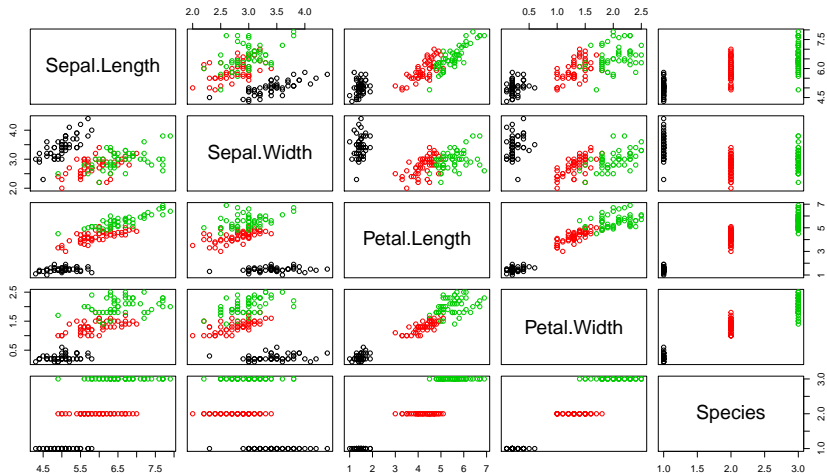 2.0 2.5 3.0 3.5 4.0
0.5 1.0 1.5 2.0 2.5
Sepal.Length
4.5 5.5 6.5 7.5
2.0 3.0 4.0
Sepal.Width
Petal.Length
1 3 5 7
0.5 1.5 2.5
Petal.Width
Species
1.0 2.0 3.0
4.5 5.5 6.5 7.5
1 2 3 4 5 6 7
1.0 1.5 2.0 2.5 3.0